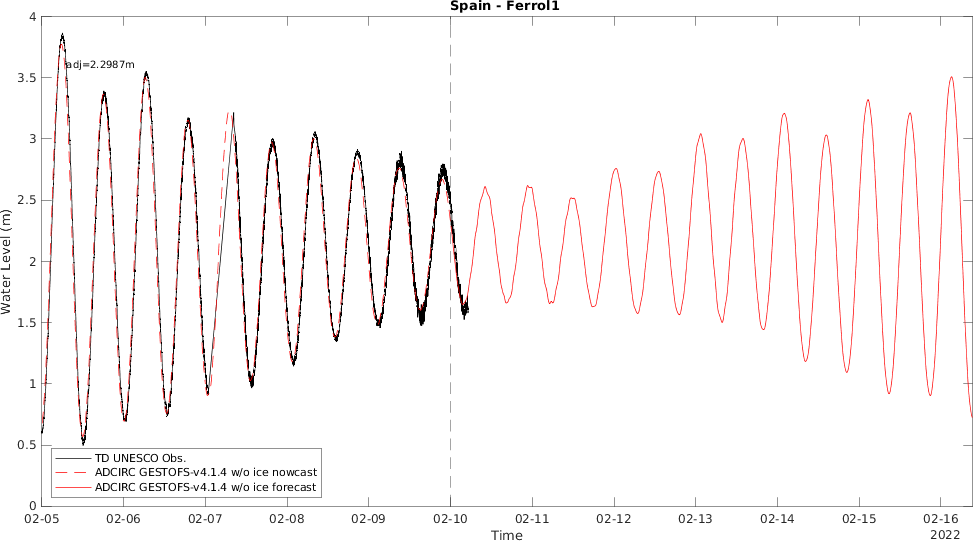 Spain - Ferrol1
4
adj=2.2987m
3.5
3
2.5
2
1.5
1
0.5
0
Water Level (m)
TD UNESCO Obs.
ADCIRC GESTOFS-v4.1.4 w/o ice nowcast
ADCIRC GESTOFS-v4.1.4 w/o ice forecast
02-05 02-06 02-07 02-08 02-09 02-10 02-11 02-12 02-13 02-14 02-15 02-16
Time 2022